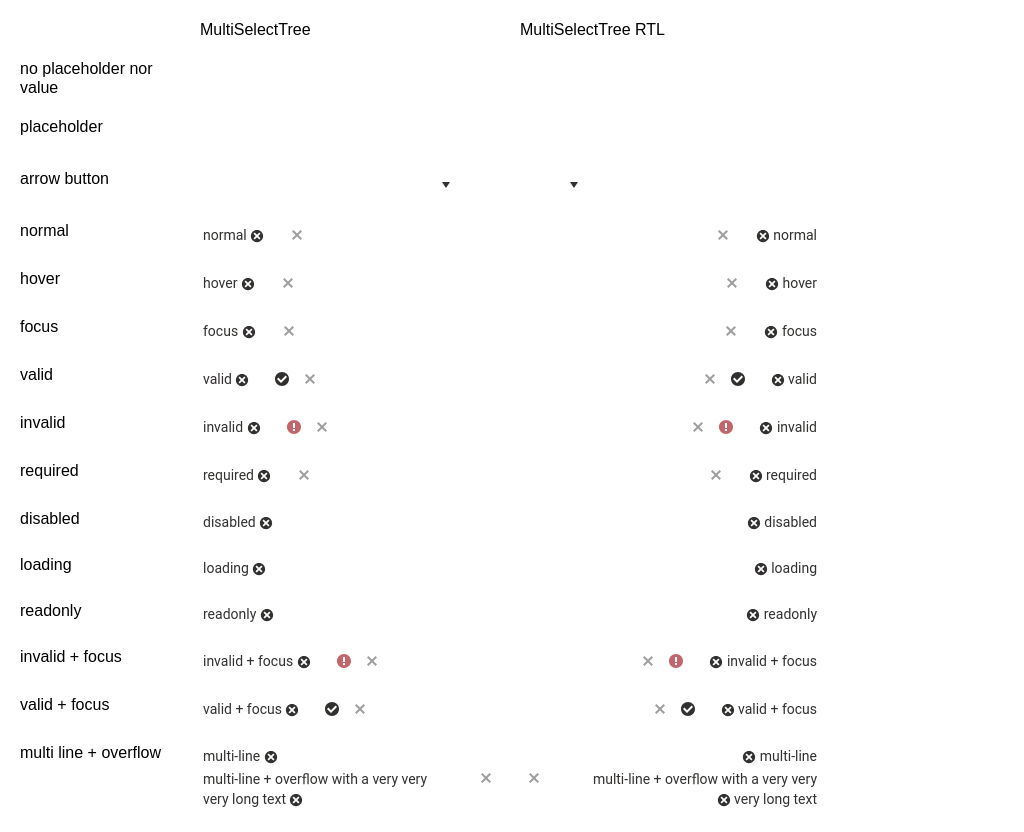 MultiSelectTree MultiSelectTree RTL
no placeholder nor
value
placeholder
arrow button
normal normal normal
hover hover hover
focus focus focus
valid valid valid
invalid invalid invalid
required required required
disabled disabled disabled
loading loading loading
readonly readonly readonly
invalid + focus invalid + focus invalid + focus
valid + focus valid + focus valid + focus
multi line + overflow multi-line multi-line
multi-line + overflow with a very very multi-line + overflow with a very very
very long text very long text